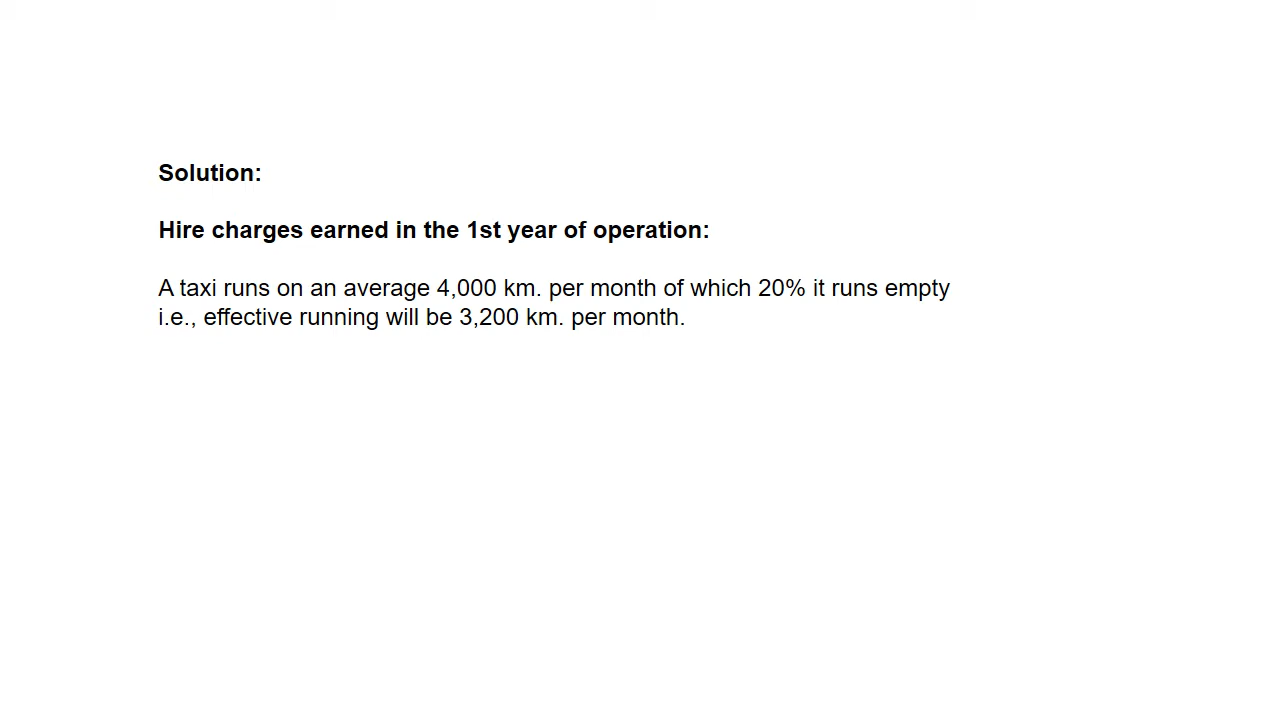 Solution:
Hire charges earned in the 1st year of operation:
A taxi runs on an average 4,000 km. per month of which 20% it runs empty
i.e., effective running will be 3,200 km. per month.